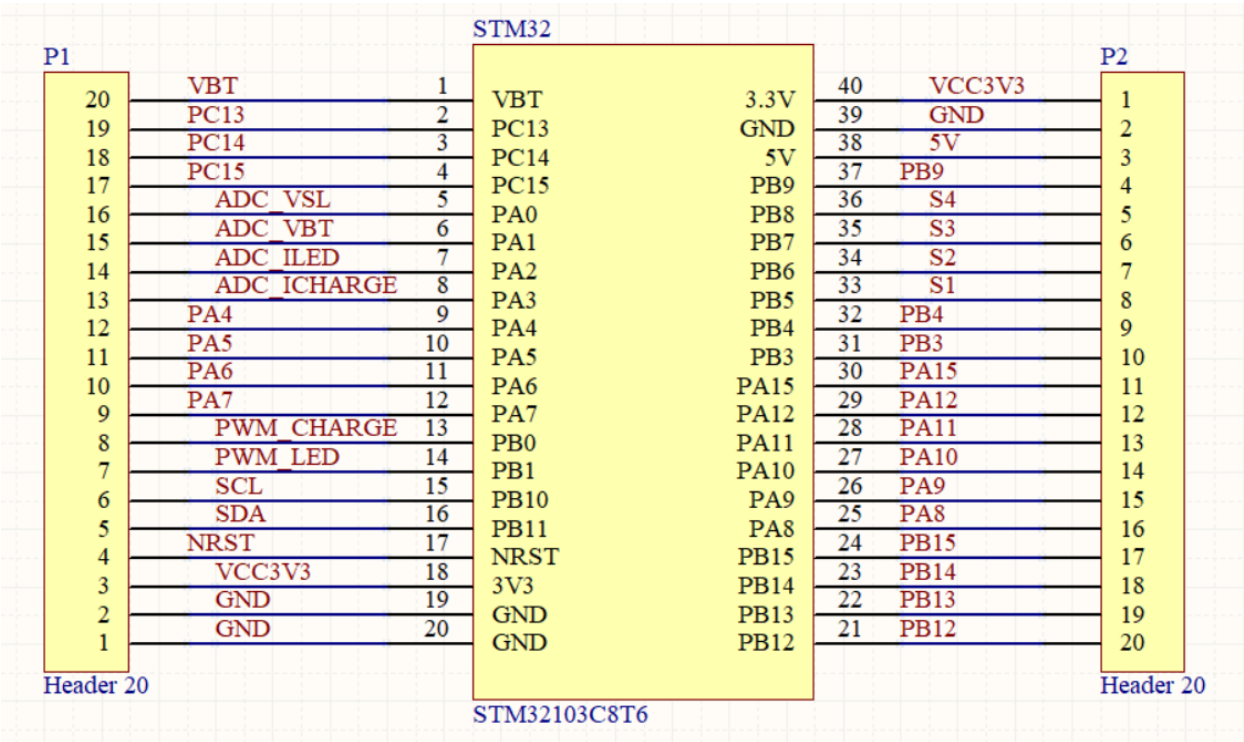 STM32
P1 P2
VBT 1 40 VCC3V3
20 VBT 3.3V 1
PC13 2 39 GND
19 PC13 GND 2
PC14 3 38 5V
18 PC14 5V 3
PC15 4 37 PB9
17 PC15 PB9 4
ADC_VSL 5 36 S4
16 PA0 PB8 5
ADC_VBT 6 35 S3
15 PA1 PB7 6
ADC_ILED 7 34 S2
14 PA2 PB6 7
ADC_ICHARGE 8 33 S1
13 PA3 PB5 8
PA4 9 32 PB4
12 PA4 PB4 9
PA5 10 31 PB3
11 PA5 PB3 10
PA6 11 30 PA15
10 PA6 PA15 11
PA7 12 29 PA12
9 PA7 PA12 12
PWM_CHARGE 13 28 PA11
8 PB0 PA11 13
PWM_LED 14 27 PA10
7 PB1 PA10 14
SCL 15 26 PA9
6 PB10 PA9 15
SDA 16 25 PA8
5 PB11 PA8 16
NRST 17 24 PB15
4 NRST PB15 17
VCC3V3 18 23 PB14
3 3V3 PB14 18
GND 19 22 PB13
2 GND PB13 19
GND 20 21 PB12
1 GND PB12 20
Header 20 Header 20
STM32103C8T6